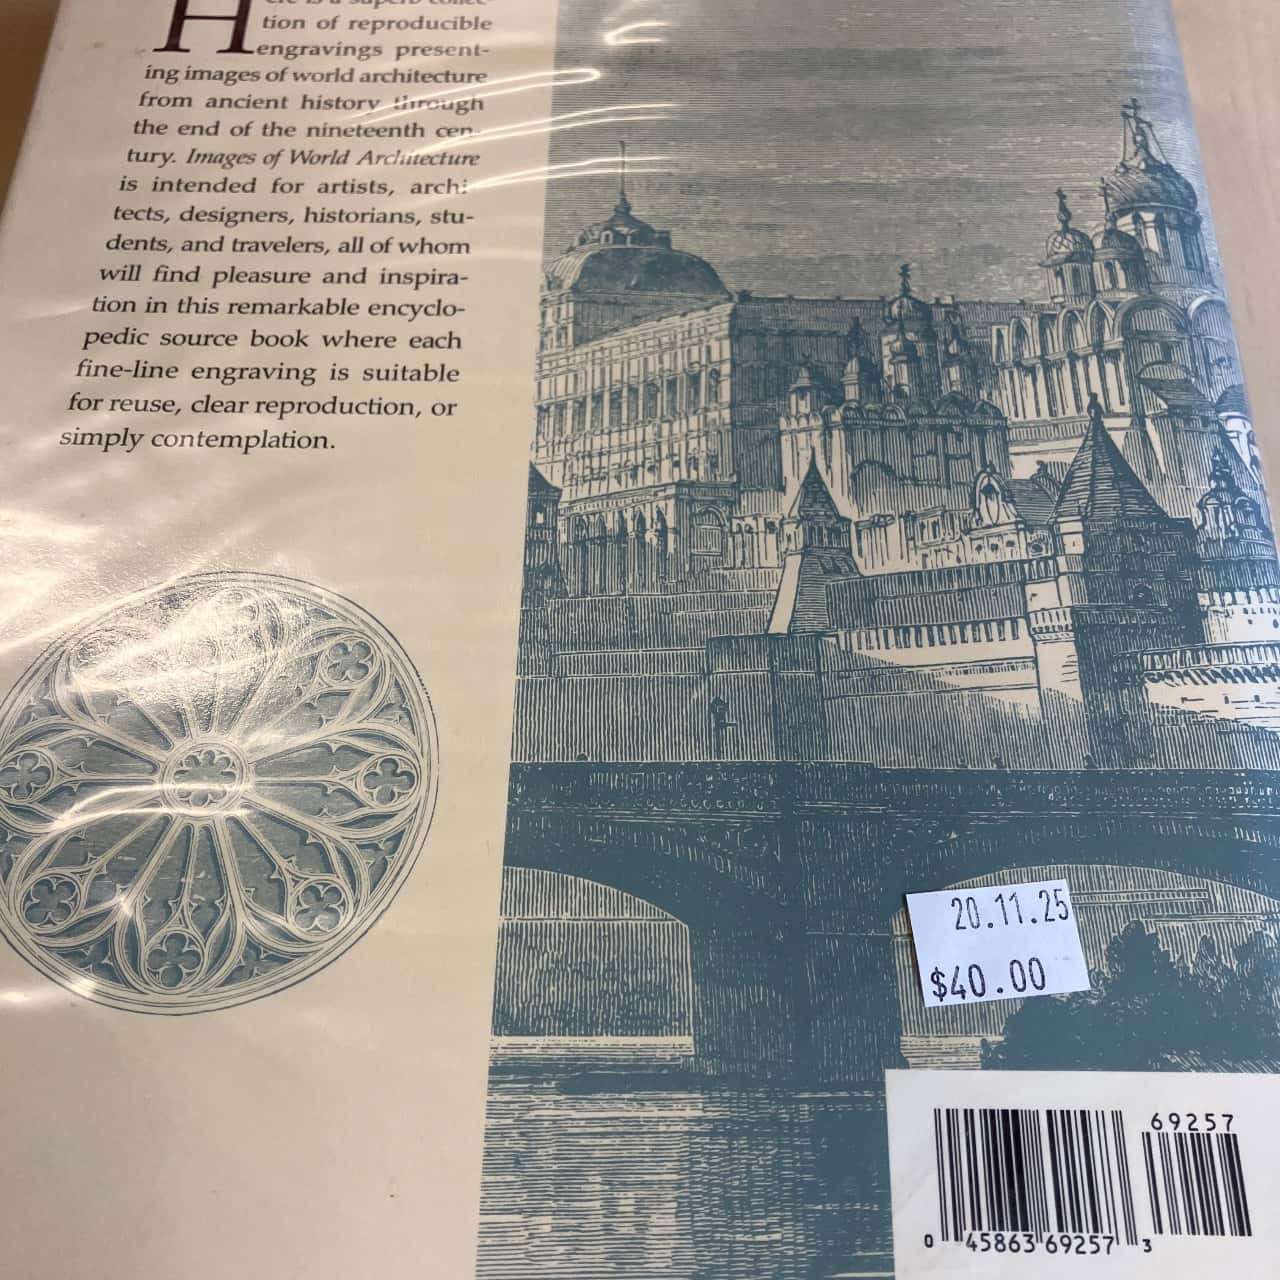 Here is a superb collec-
tion of reproducible
engravings present-
ing images of world architecture
from ancient history through
the end of the nineteenth cen-
tury. Images of World Architecture
is intended for artists, archi-
tects, designers, historians, stu-
dents, and travelers, all of whom
will find pleasure and inspira-
tion in this remarkable encyclo-
pedic source book where each
fine-line engraving is suitable
for reuse, clear reproduction, or
simply contemplation.
20.11.25
$40.00
69257
0 45863 69257 3